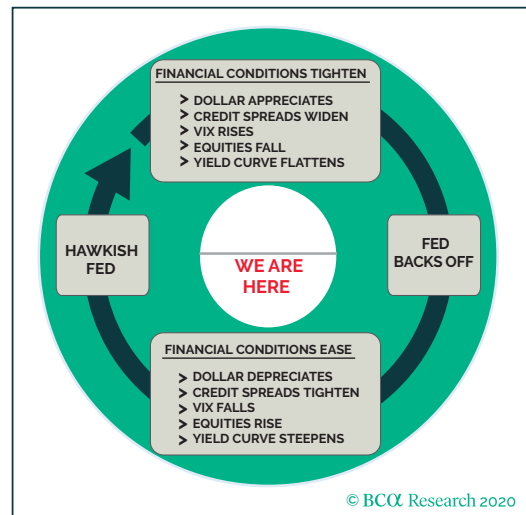 FINANCIAL CONDITIONS TIGHTEN
> DOLLAR APPRECIATES
> CREDIT SPREADS WIDEN
> VIX RISES
> EQUITIES FALL
> YIELD CURVE FLATTENS
HAWKISH
FED
WE ARE
HERE
FED
BACKS OFF
FINANCIAL CONDITIONS EASE
> DOLLAR DEPRECIATES
> CREDIT SPREADS TIGHTEN
> VIX FALLS
> EQUITIES RISE
> YIELD CURVE STEEPENS
© BCα Research 2020